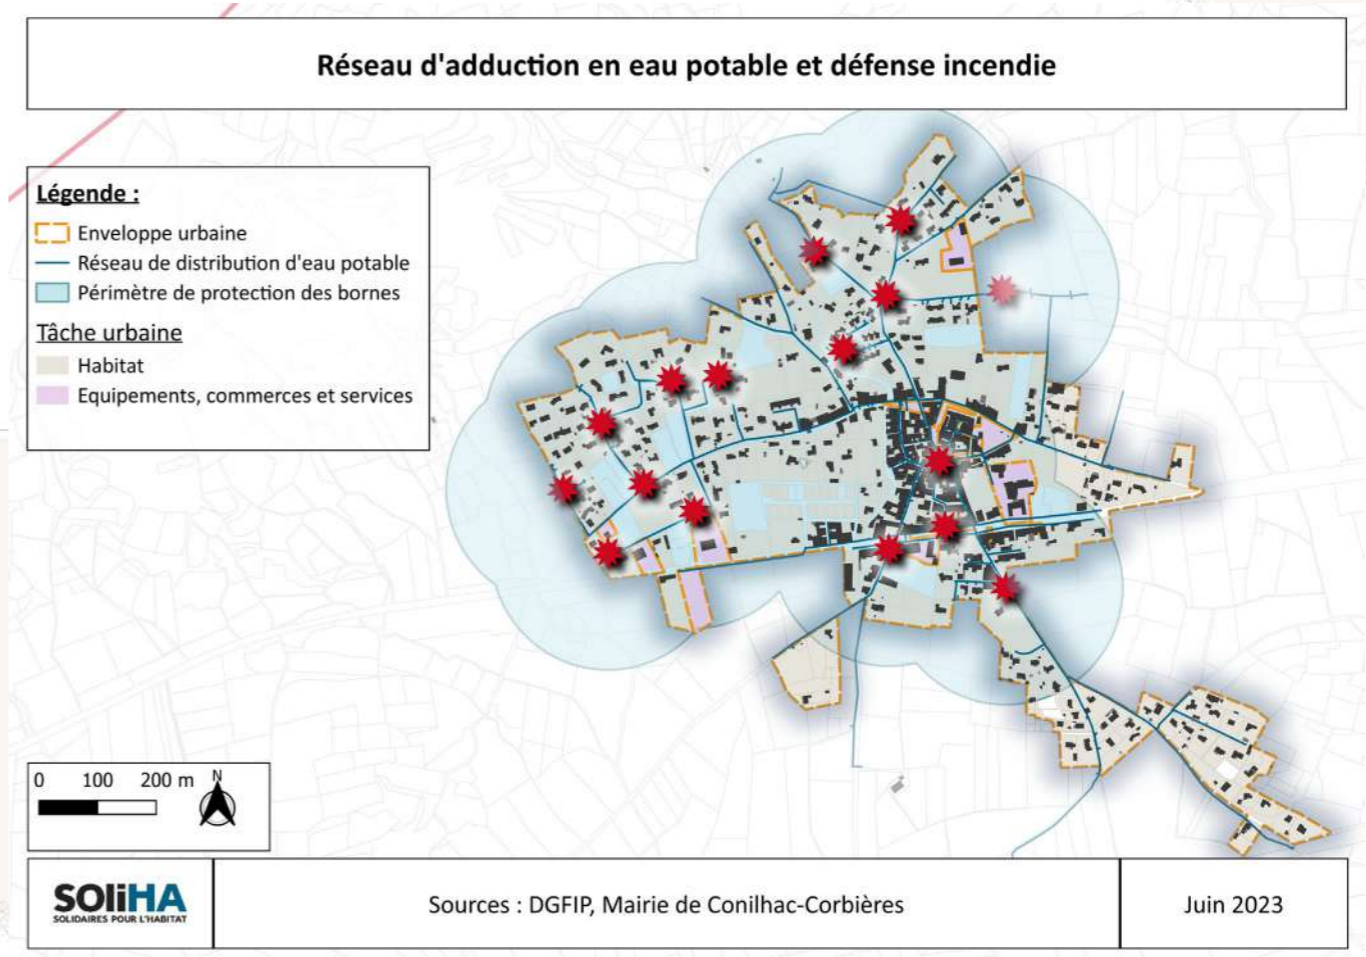 Réseau d'adduction en eau potable et défense incendie
Légende :
Enveloppe urbaine
Réseau de distribution d'eau potable
Périmètre de protection des bornes
Tâche urbaine
Habitat
Equipements, commerces et services
0 100 200 m N
SOLiHA
SOLIDAIRES POUR L'HABITAT
Sources : DGFIP, Mairie de Conilhac-Corbières
Juin 2023